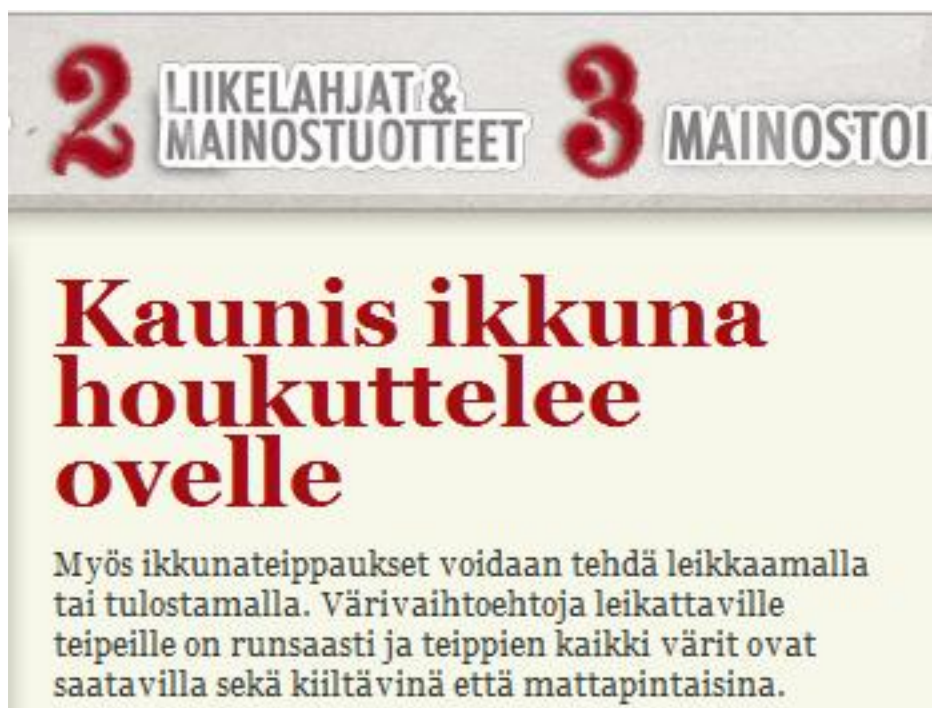 2 LIIKELAHJAT &
MAINOSTUOTTEET
3 MAINOSTOI
Kaunis ikkuna
houkuttelee
ovelle
Myös ikkunateippaukset voidaan tehdä leikkaamalla
tai tulostamalla. Värivaihtoehtoja leikattaville
teipeille on runsaasti ja teippien kaikki värit ovat
saatavilla sekä kiiltävinä että mattapintaisina.